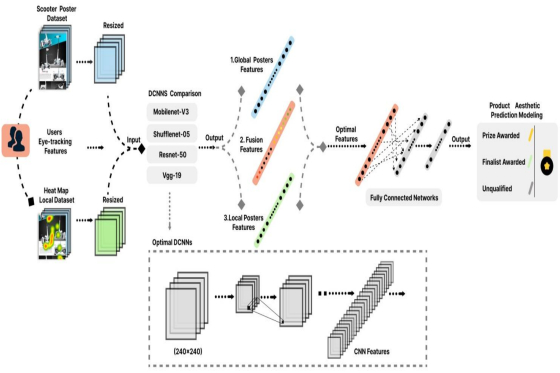 Scooter Poster
Dataset
Resized
Users
Eye-tracking
Features
Heat Map
Local Dataset
Resized
Input
DCNNS Comparison
Mobilenet-V3
Shufflenet-05
Resnet-50
Vgg-19
Output
1.Global Posters
Features
2. Fusion
Features
3.Local Posters
Features
Optimal
Features
Fully Connected Networks
Output
Product Aesthetic
Prediction Modeling
Prize Awarded
Finalist Awarded
Unqualified
Optimal DCNNs
(240×240)
CNN Features